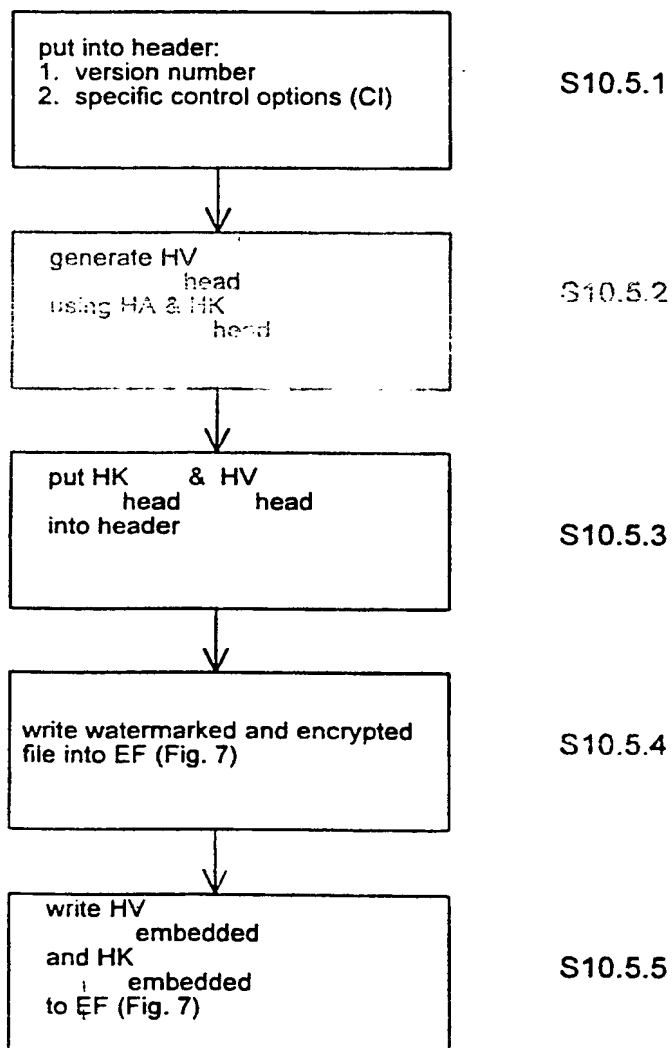 put into header:
1. version number
2. specific control options (CI)
S10.5.1
generate HV
head
using HA & HK
head
S10.5.2
put HK & HV
head head
into header
S10.5.3
write watermarked and encrypted
file into EF (Fig. 7)
S10.5.4
write HV
embedded
and HK
embedded
to EF (Fig. 7)
S10.5.5